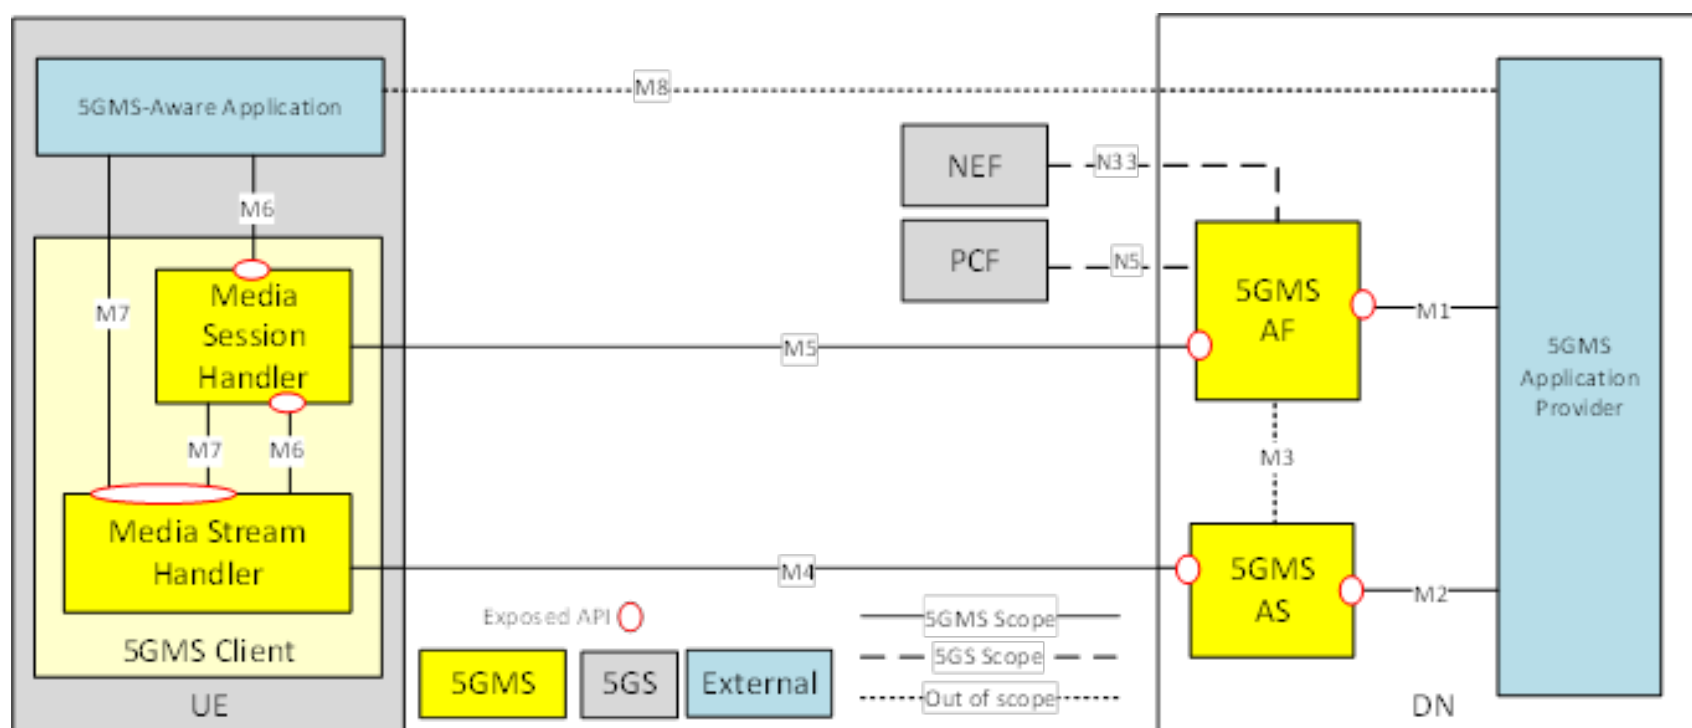 5GMS-Aware Application
M8
NEF
N33
M6
PCF
N5
5GMS
AF
M1
Media
Session
Handler
M7
M5
5GMS
Application
Provider
M7
M6
M3
Media Stream
Handler
M4
5GMS
AS
M2
Exposed API
5GMS Scope
5GMS Client
5GMS
5GS
External
5GS Scope
Out of scope
UE
DN